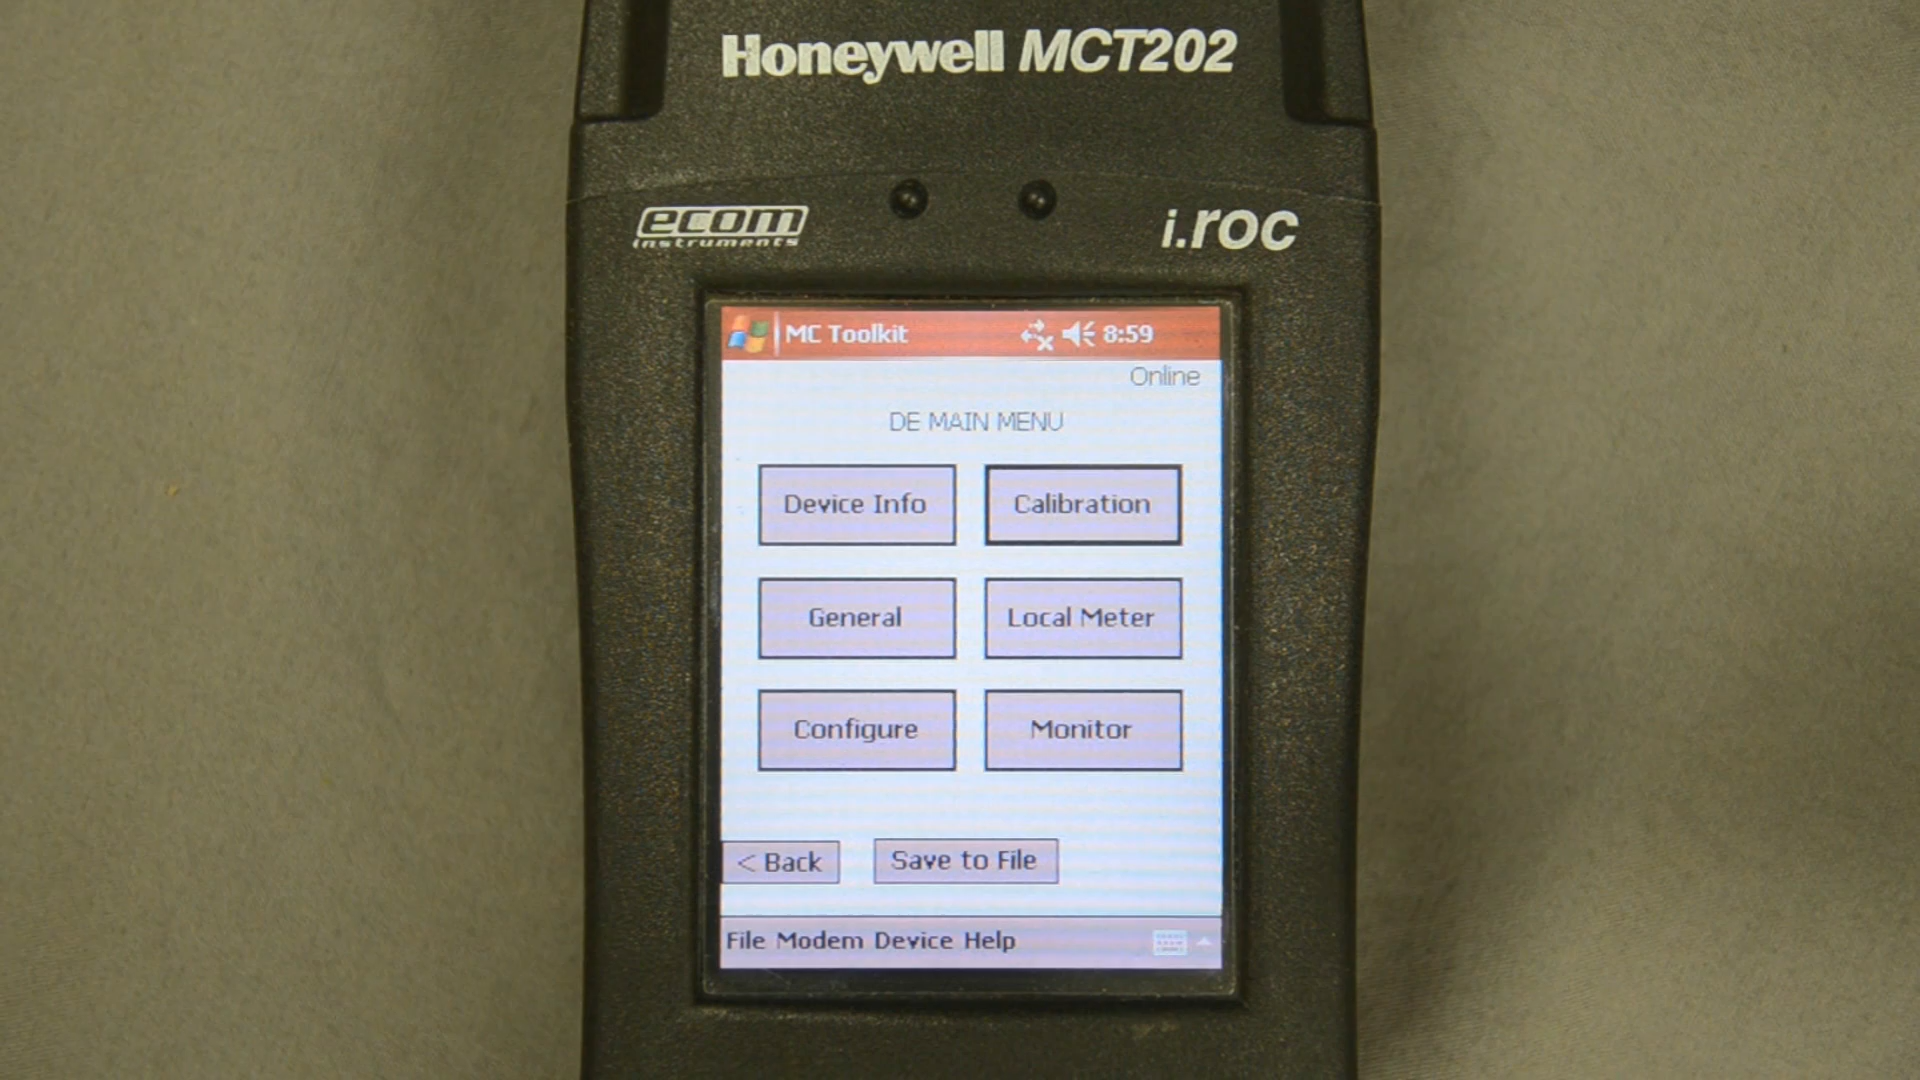 Honeywell MCT202
ecom
instruments
i.roc
MC Toolkit 8:59
Online
DE MAIN MENU
Device Info Calibration
General Local Meter
Configure Monitor
< Back Save to File
File Modem Device Help